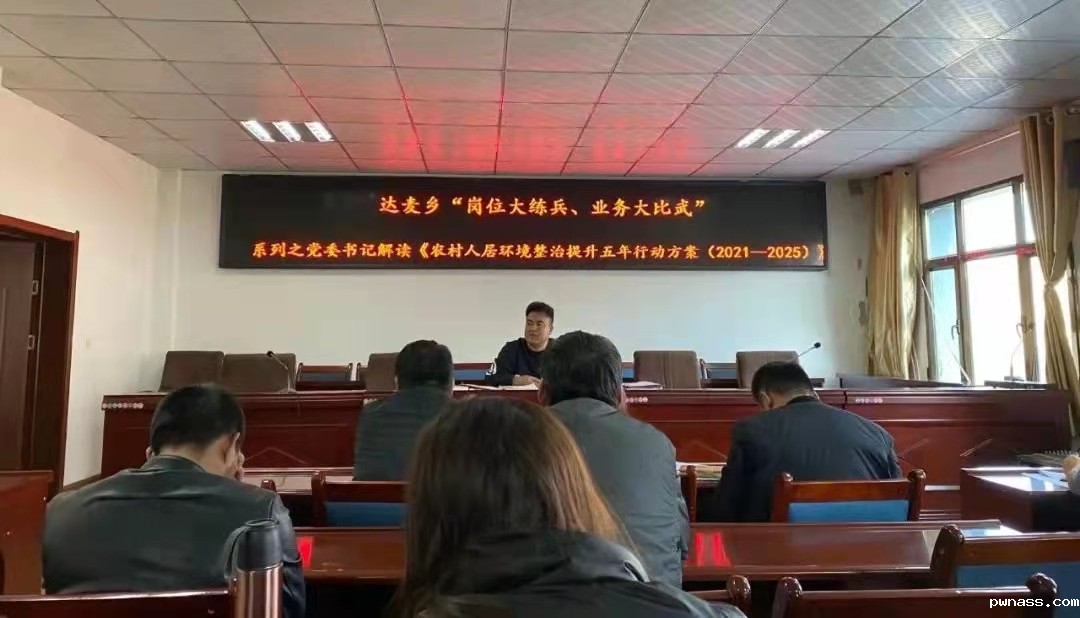 达麦乡“岗位大练兵、业务大比武”
系列之党委书记解读《农村人居环境整治提升五年行动方案（2021—2025）》
pwnass.com